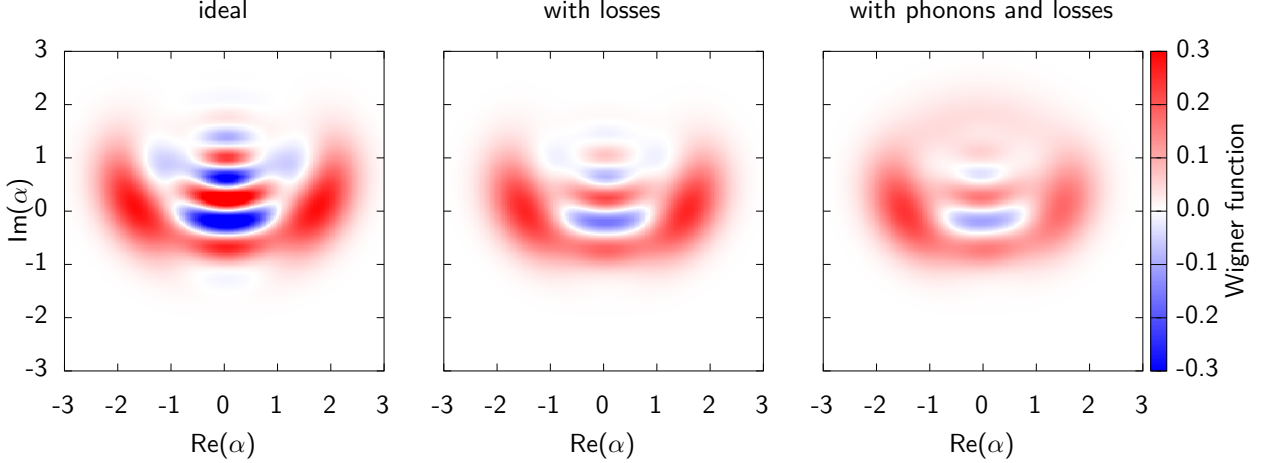 ideal
with losses
with phonons and losses
3
2
1
0
-1
-2
-3
Im(α)
-3 -2 -1 0 1 2 3
-3 -2 -1 0 1 2 3
-3 -2 -1 0 1 2 3
Re(α)
Re(α)
Re(α)
0.3
0.2
0.1
0.0
-0.1
-0.2
-0.3
Wigner function